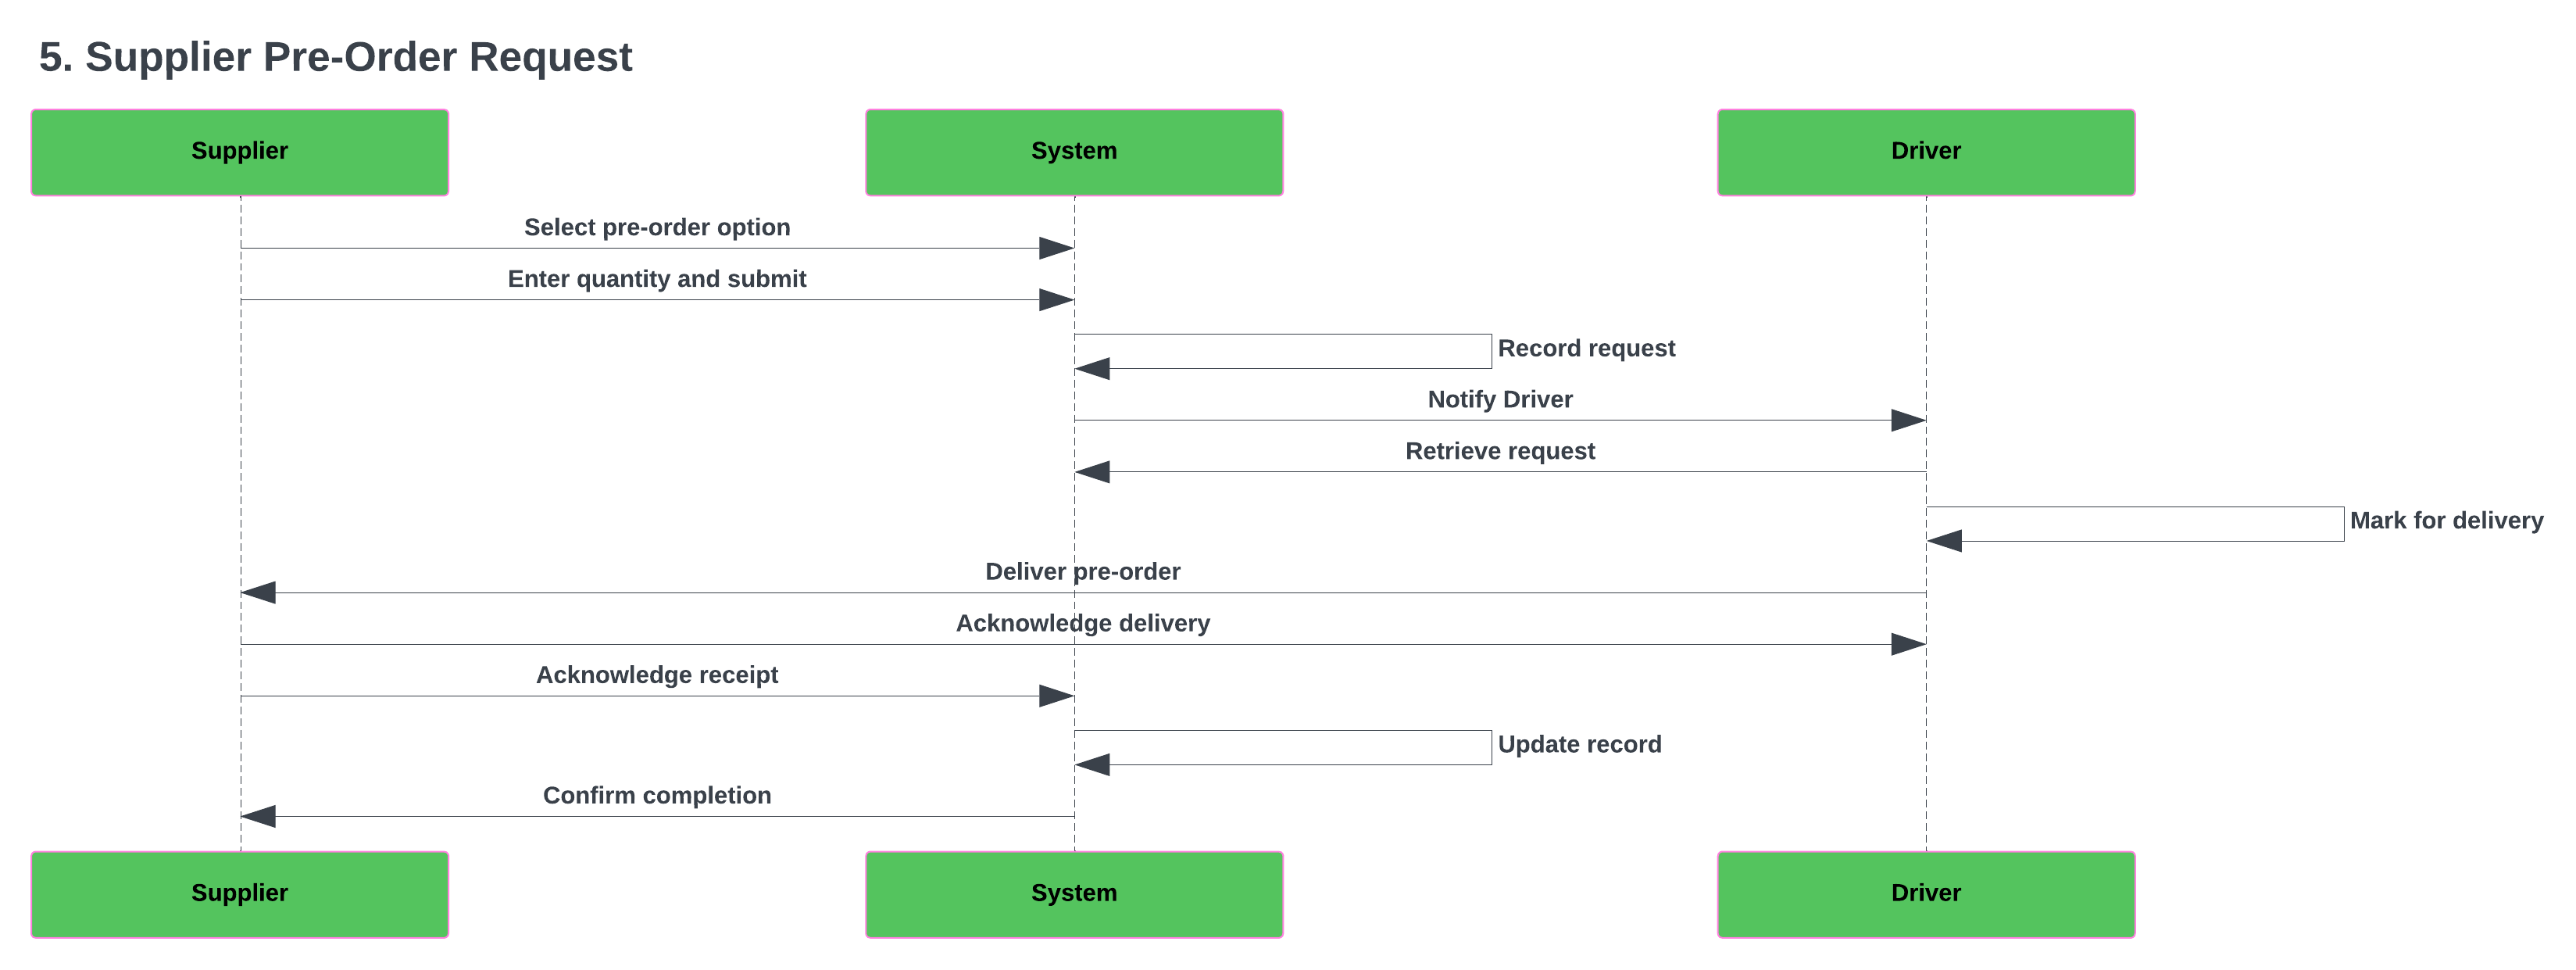 5. Supplier Pre-Order Request
Supplier
System
Driver
Select pre-order option
Enter quantity and submit
Record request
Notify Driver
Retrieve request
Mark for delivery
Deliver pre-order
Acknowledge delivery
Acknowledge receipt
Update record
Confirm completion
Supplier
System
Driver